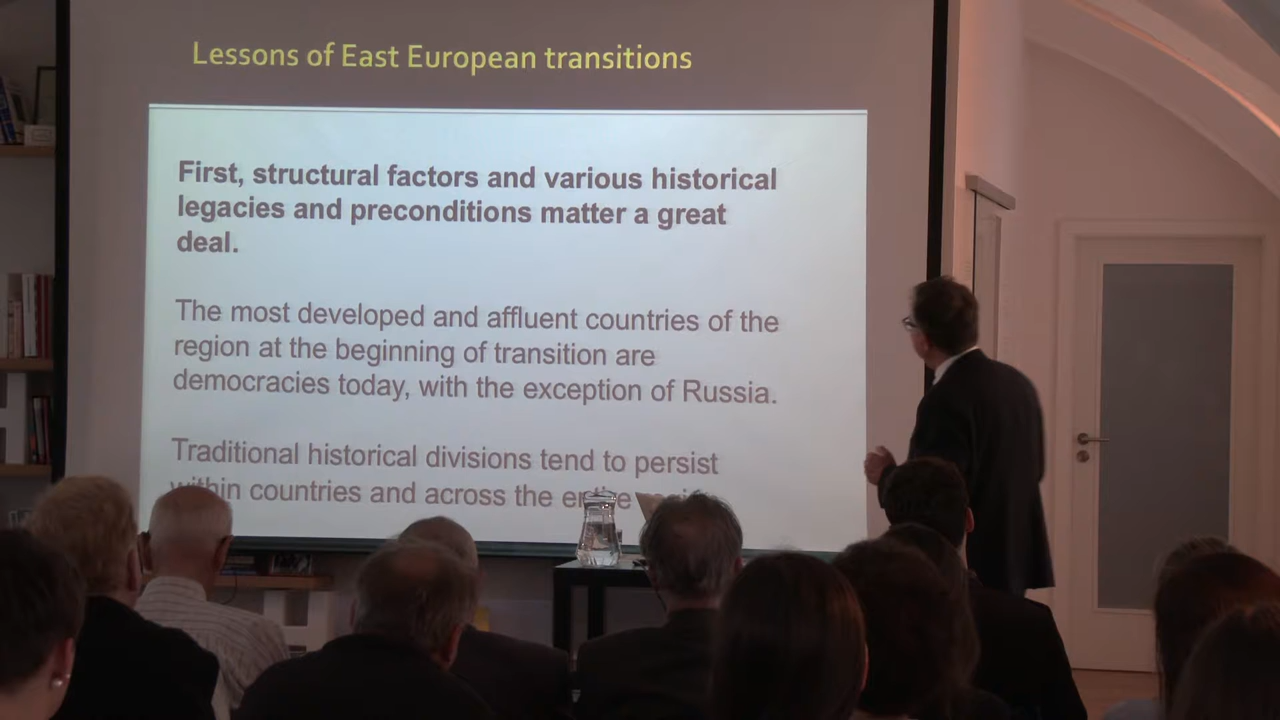 Lessons of East European transitions
First, structural factors and various historical
legacies and preconditions matter a great
deal.
The most developed and affluent countries of the
region at the beginning of transition are
democracies today, with the exception of Russia.
Traditional historical divisions tend to persist
within countries and across the entire